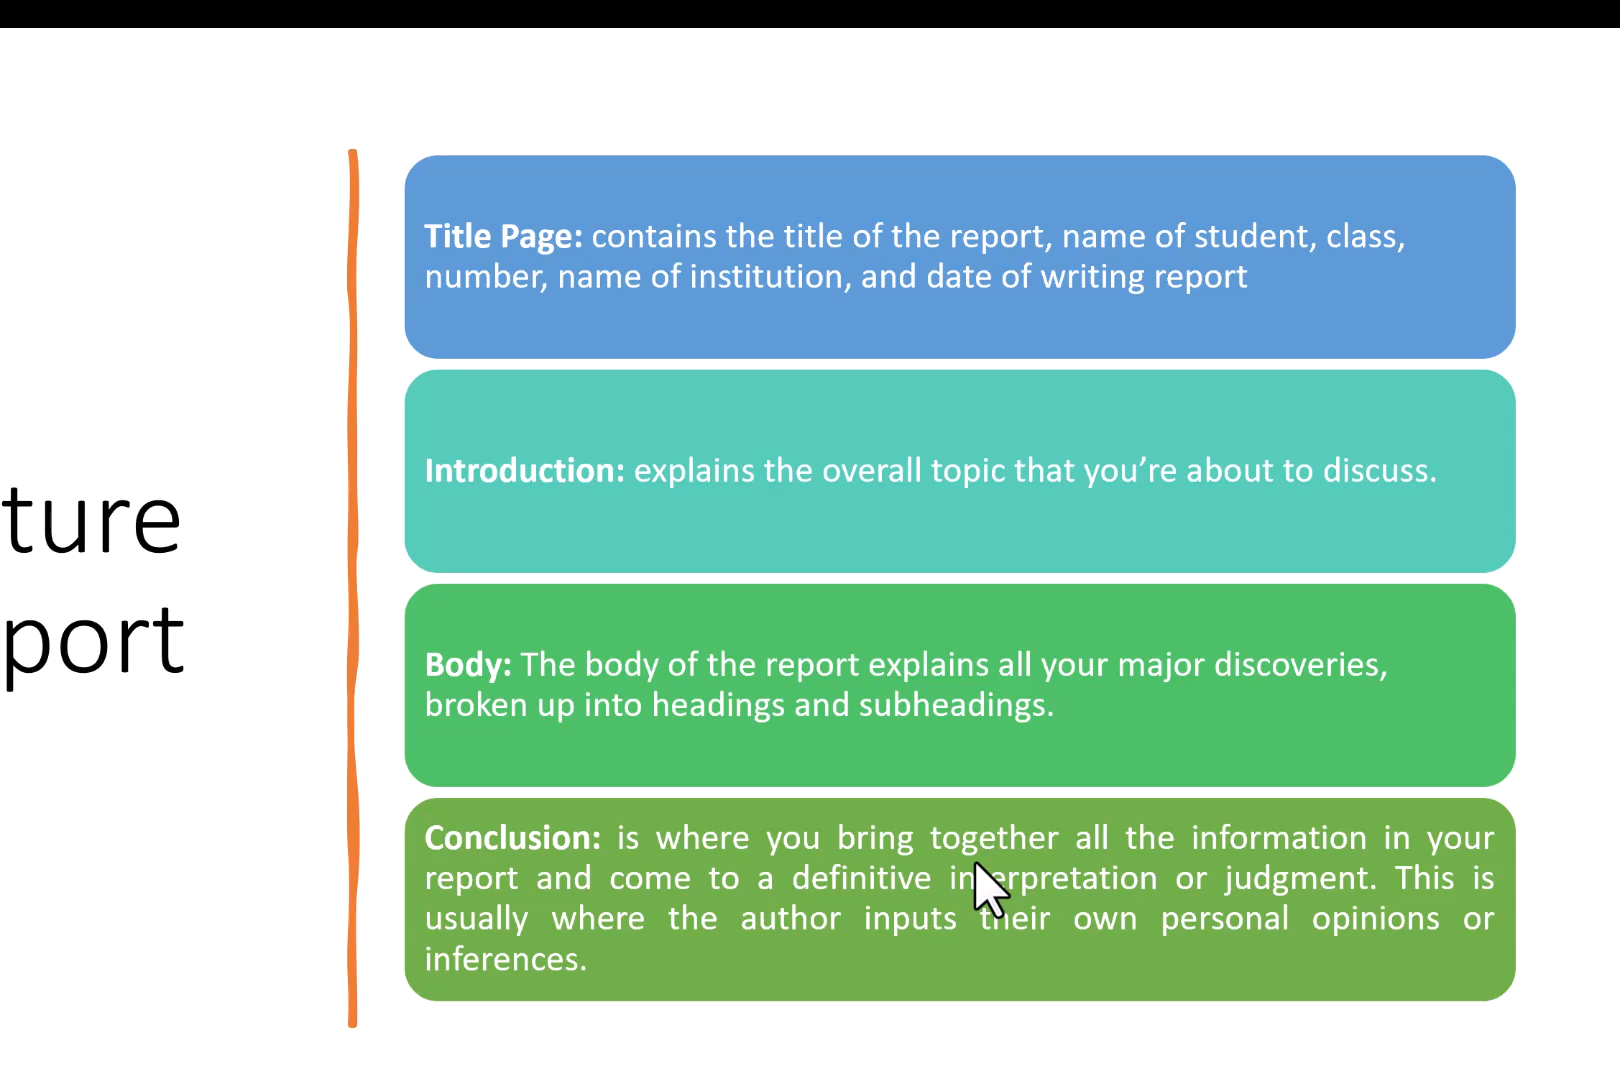 ture
port
Title Page: contains the title of the report, name of student, class,
number, name of institution, and date of writing report
Introduction: explains the overall topic that you’re about to discuss.
Body: The body of the report explains all your major discoveries,
broken up into headings and subheadings.
Conclusion: is where you bring together all the information in your
report and come to a definitive interpretation or judgment. This is
usually where the author inputs their own personal opinions or
inferences.